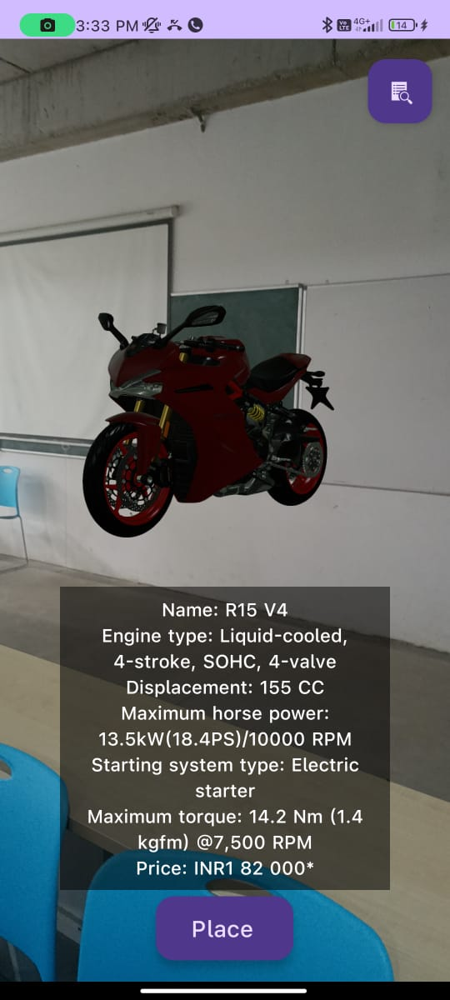 3:33 PM
Vo
LTE
4G+
14
Name: R15 V4
Engine type: Liquid-cooled,
4-stroke, SOHC, 4-valve
Displacement: 155 CC
Maximum horse power:
13.5kW(18.4PS)/10000 RPM
Starting system type: Electric
starter
Maximum torque: 14.2 Nm (1.4
kgfm) @7,500 RPM
Price: INR1 82 000*
Place